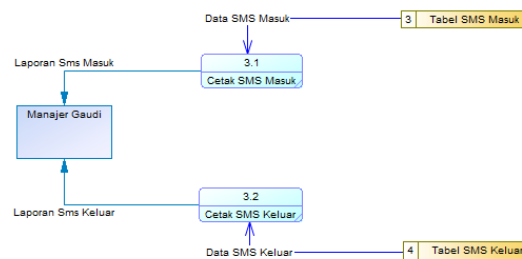 Data SMS Masuk
3 Tabel SMS Masuk
Laporan Sms Masuk
3.1
Cetak SMS Masuk
Manajer Gaudi
3.2
Cetak SMS Keluar
Laporan Sms Keluar
Data SMS Keluar
4 Tabel SMS Keluar